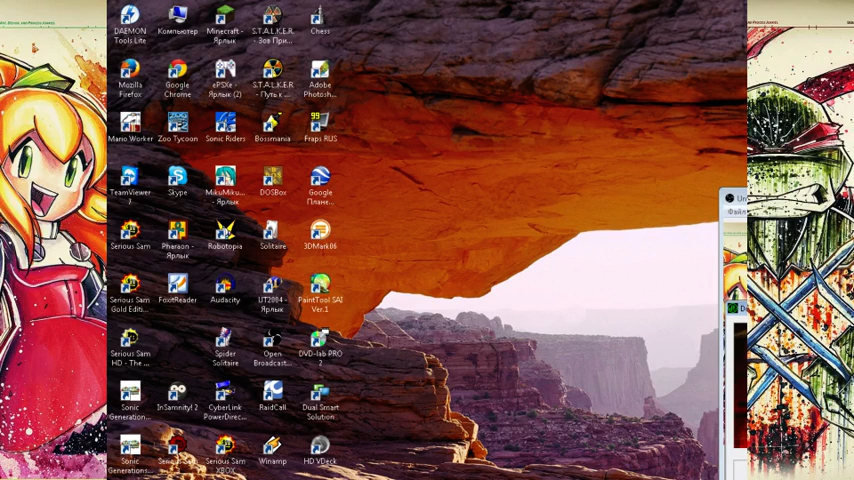 DAEMON
Tools Lite
Компьютер
Minecraft -
Ярлык
S.T.A.L.K.E.R.
- Зов При...
Chess
Mozilla
Firefox
Google
Chrome
ePSXe -
Ярлык (2)
S.T.A.L.K.E.R
- Путь к ...
Adobe
Photosh...
Mario Worker
Zoo Tycoon
Sonic Riders
Bossmania
99
Fraps RUS
TeamViewer
7
Skype
MikuMiku...
- Ярлык
DOSBox
Google
Плане...
Serious Sam
Pharaon -
Ярлык
Robotopia
Solitaire
3DMark06
Serious Sam
Gold Editi...
FoxitReader
Audacity
UT2004 -
Ярлык
PaintTool SAI
Ver.1
Serious Sam
HD - The ...
Spider
Solitaire
Open
Broadcast...
DVD-lab PRO
2
Sonic
Generation...
InSamnity! 2
CyberLink
PowerDirec...
RaidCall
Dual Smart
Solution
Sonic
Generations...
Serious Sam
XBOX
Winamp
HD VDeck
Файл